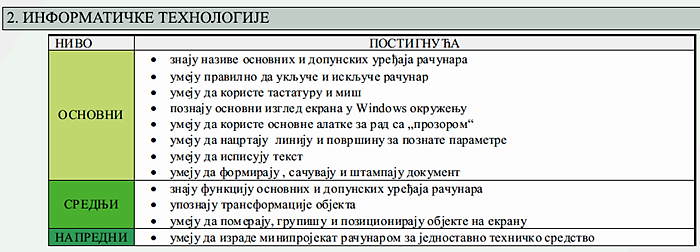 2. ИНФОРМАТИЧКЕ ТЕХНОЛОГИЈЕ
НИВО ПОСТИГНУЋА
ОСНОВНИ
• знају називе основних и допунских уређаја рачунара
• умеју правилно да укључе и искључе рачунар
• умеју да користе тастатуру и миш
• познају основни изглед екрана у Windows окружењу
• умеју да користе основне алатке за рад са „прозором“
• умеју да нацртају линију и површину за познате параметре
• умеју да исписују текст
• умеју да формирају , сачувају и штампају документ
СРЕДЊИ
• знају функцију основних и допунских уређаја рачунара
• упознају трансформације објекта
• умеју да померају, групишу и позиционирају објекте на екрану
НАПРЕДНИ
• умеју да израде минипројекат рачунаром за једноставно техничко средство